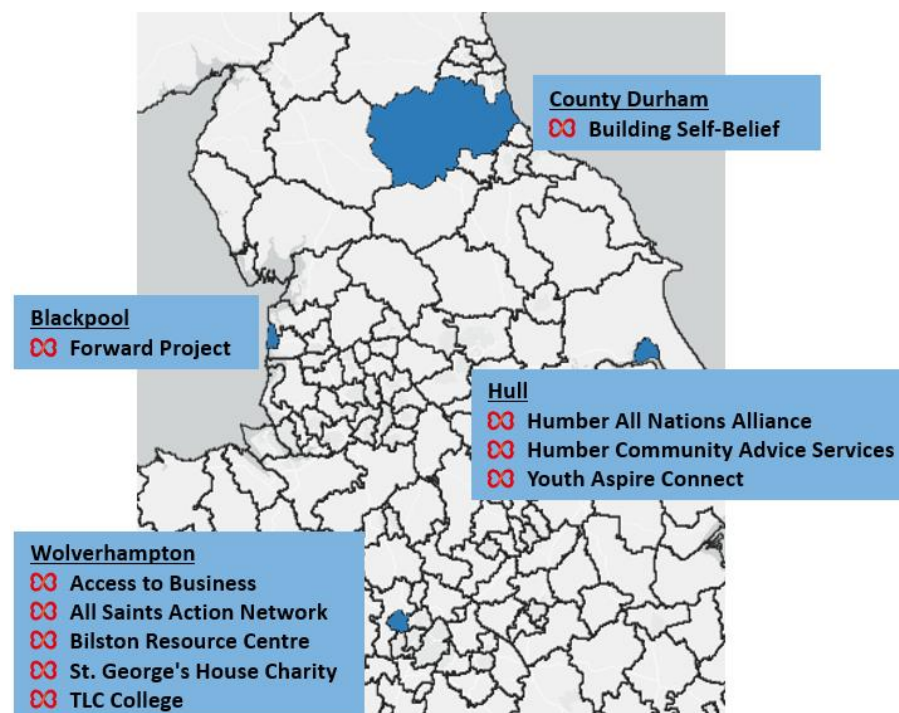 County Durham
Building Self-Belief
Blackpool
Forward Project
Hull
Humber All Nations Alliance
Humber Community Advice Services
Youth Aspire Connect
Wolverhampton
Access to Business
All Saints Action Network
Bilston Resource Centre
St. George's House Charity
TLC College